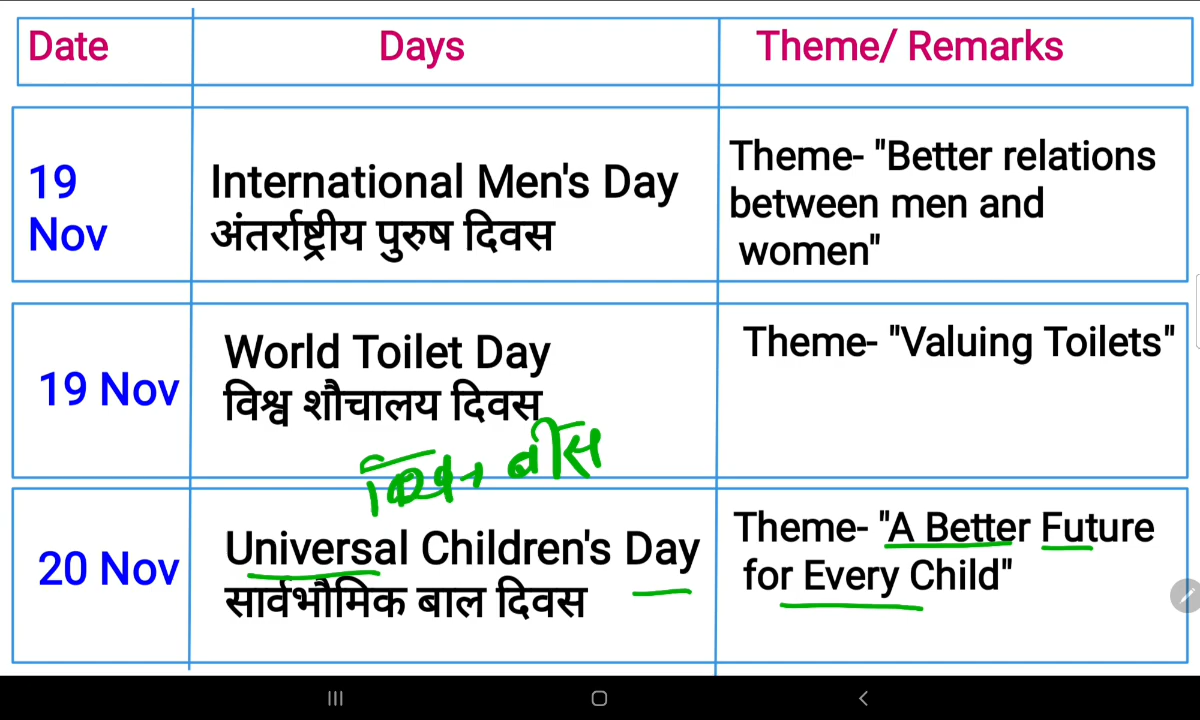 Date Days Theme/ Remarks
19
Nov
International Men's Day
अंतर्राष्ट्रीय पुरुष दिवस
Theme- "Better relations
between men and
women"
19 Nov
World Toilet Day
विश्व शौचालय दिवस
Theme- "Valuing Toilets"
बीस
20 Nov
Universal Children's Day
सार्वभौमिक बाल दिवस
Theme- "A Better Future
for Every Child"